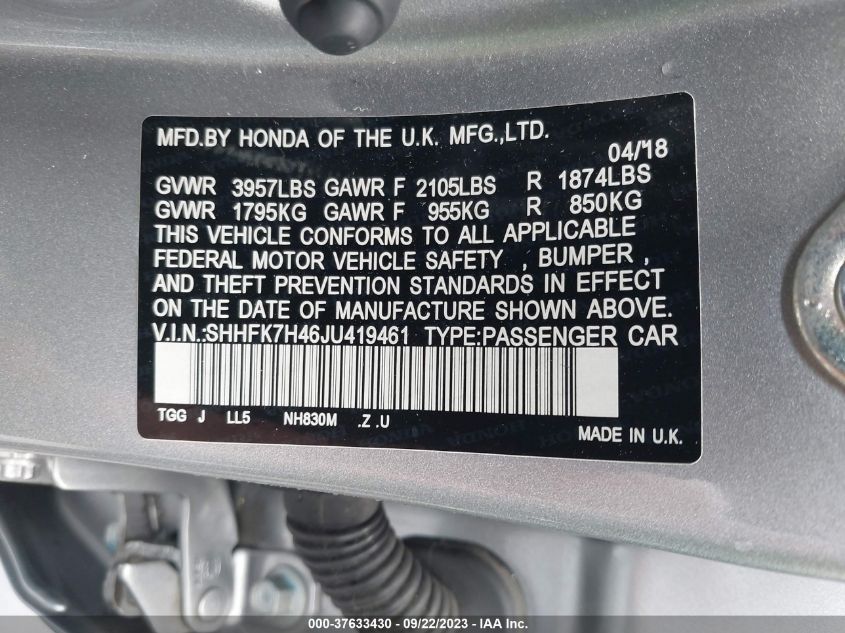 MFD.BY HONDA OF THE U.K. MFG.,LTD.
04/'18
GVWR 3957LBS GAWR F 2105LBS R 1874LBS
GVWR 1795KG GAWR F 955KG R 850KG
THIS VEHICLE CONFORMS TO ALL APPLICABLE
FEDERAL MOTOR VEHICLE SAFETY , BUMPER ,
AND THEFT PREVENTION STANDARDS IN EFFECT
ON THE DATE OF MANUFACTURE SHOWN ABOVE.
V.I.N.:SHHFK7H46JU419461 TYPE:PASSENGER CAR
TGG J LL5 NH830M .Z .U
MADE IN U.K.
000-37633430 - 09/22/2023 - © IAA Inc.